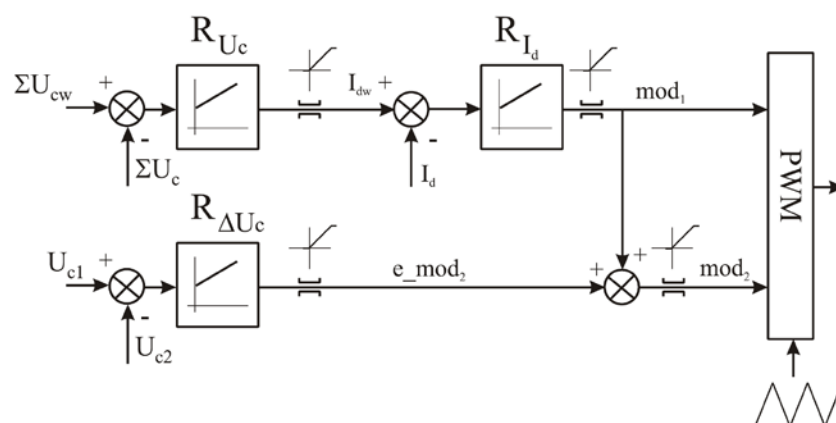 R_Uc
R_Id
ΣU_cw
+
-
ΣU_c
I_dw +
-
I_d
mod_1
PWM
R_ΔUc
U_c1
+
-
U_c2
e_mod_2
+
+
mod_2